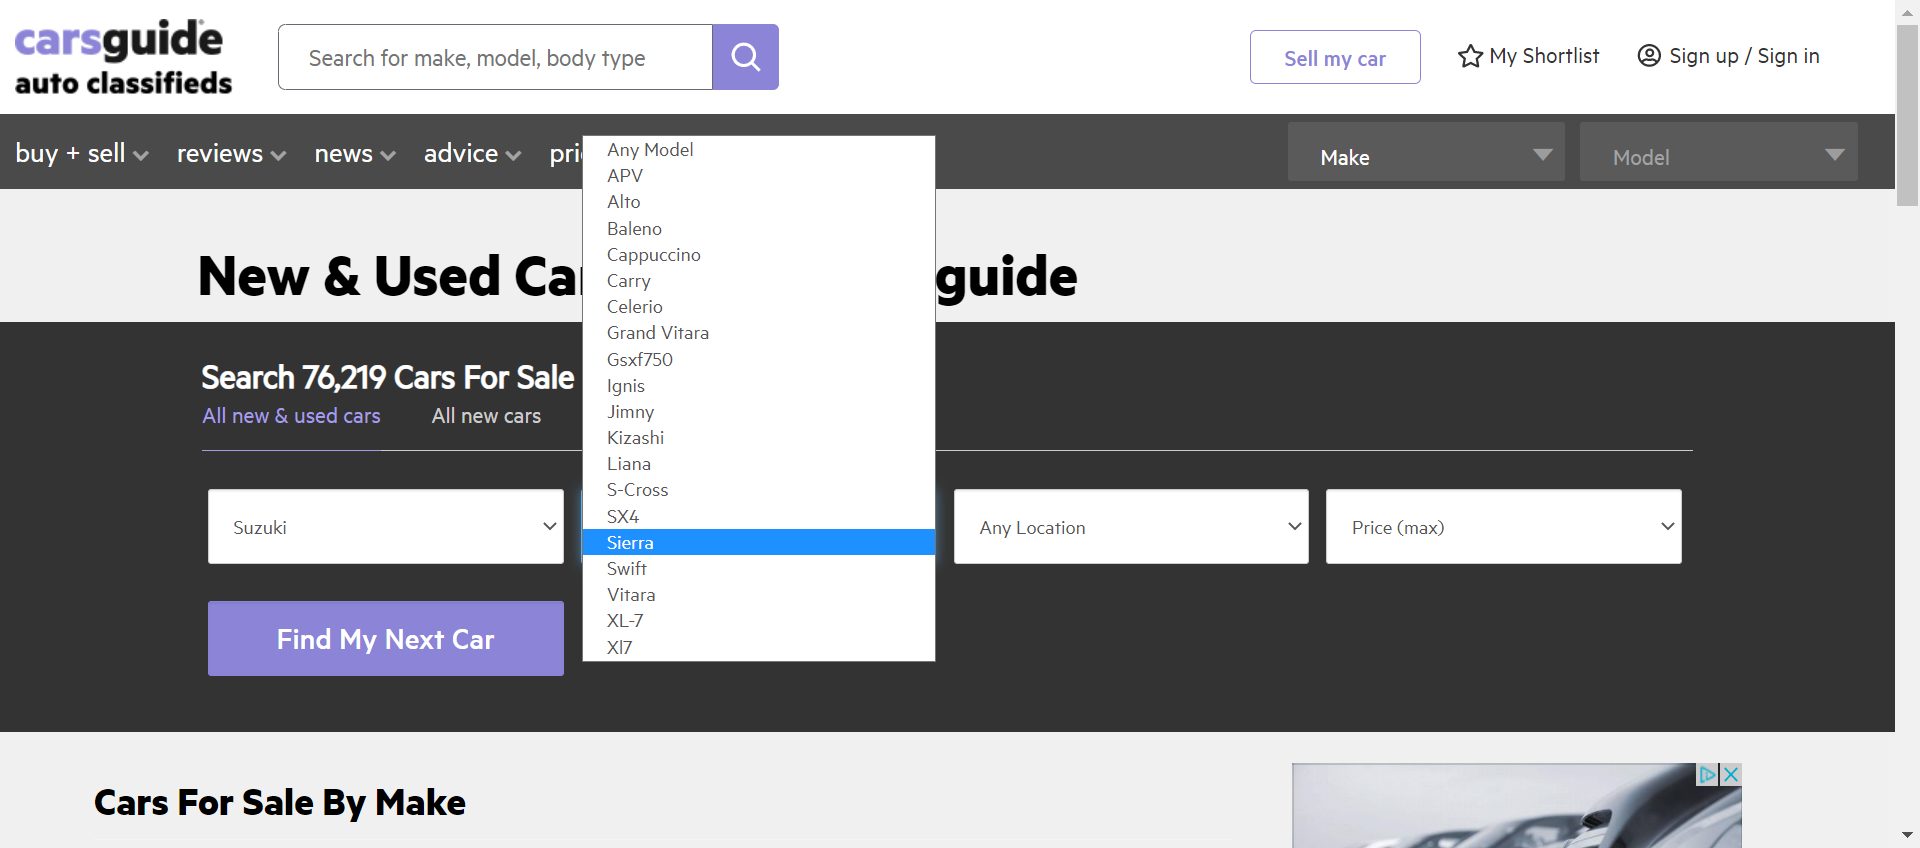 carsguide
auto classifieds
Search for make, model, body type
Sell my car
My Shortlist
Sign up / Sign in
buy + sell
reviews
news
advice
Make
Model
New & Used
guide
Search 76,219 Cars For Sale
All new & used cars
All new cars
Suzuki
Any Model
APV
Alto
Baleno
Cappuccino
Carry
Celerio
Grand Vitara
Gsxf750
Ignis
Jimny
Kizashi
Liana
S-Cross
SX4
Sierra
Swift
Vitara
XL-7
Xl7
Any Location
Price (max)
Find My Next Car
Cars For Sale By Make